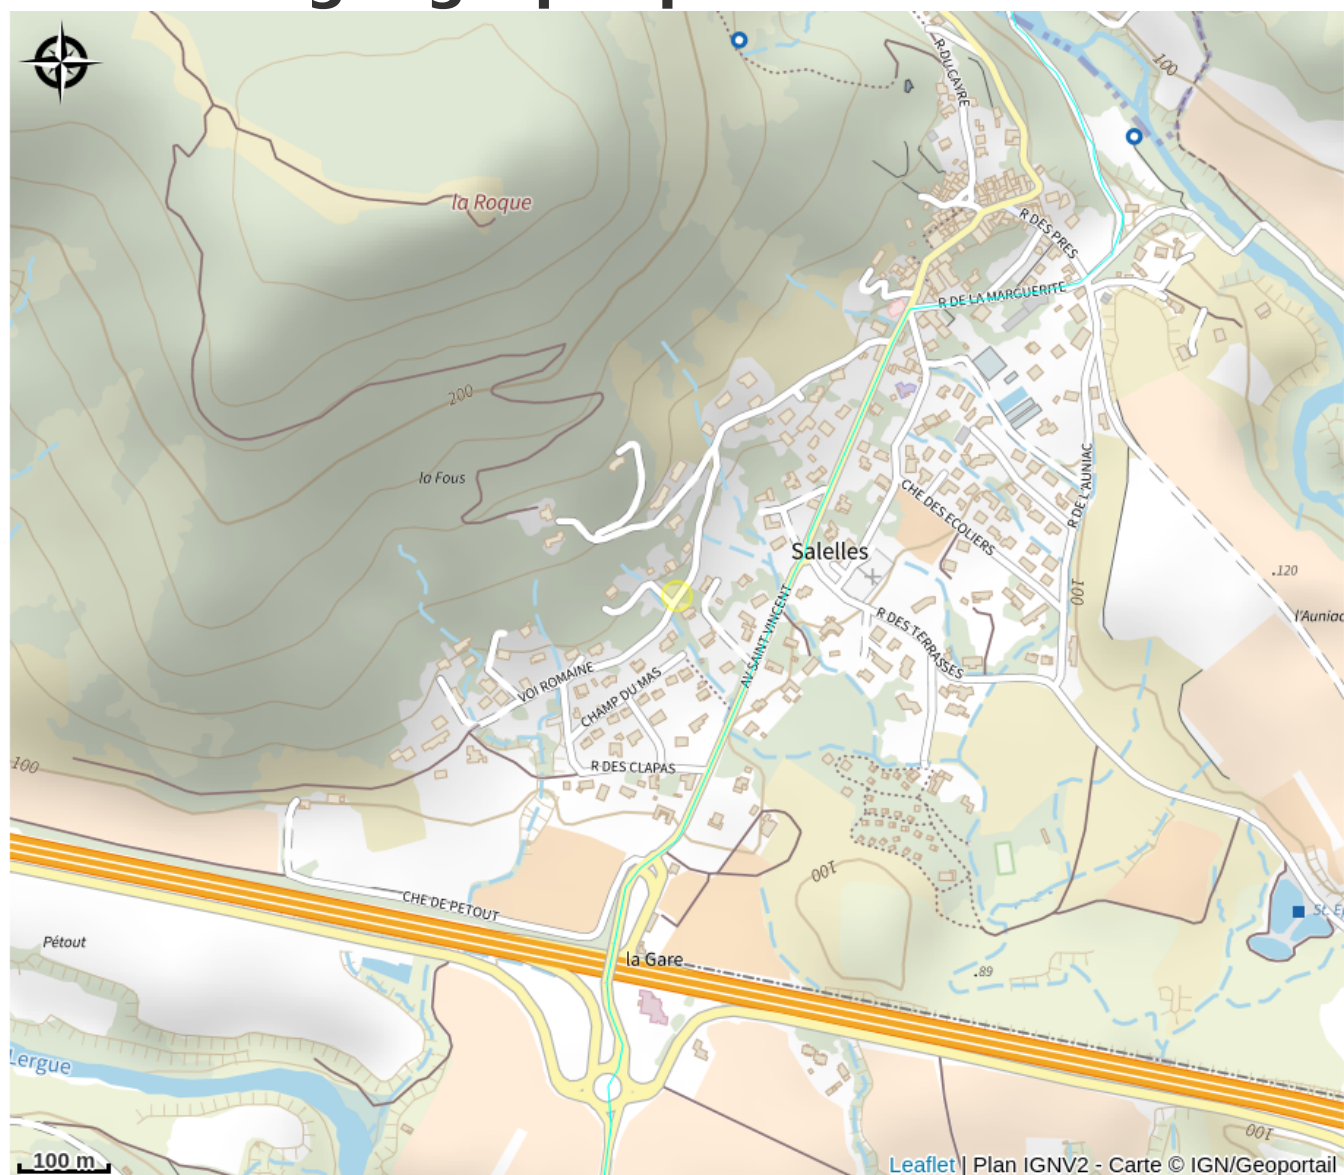 R DU CAYRE
100
la Roque
R DES PRES
R DE LA MARGUERITE
200
la Fous
R DE L'AUNIAC
CHE DES ECOLIERS
Salelles
.120
100
l'Auniac
AV SAINT-VINCENT
R DES TERRASSES
VOI ROMAINE
CHAMP DU MAS
R DES CLAPAS
100
100
CHE DE PETOUT
Pétout
la Gare
.89
Lergue
100
100 m
Leaflet | Plan IGNV2 - Carte © IGN/Geoportail